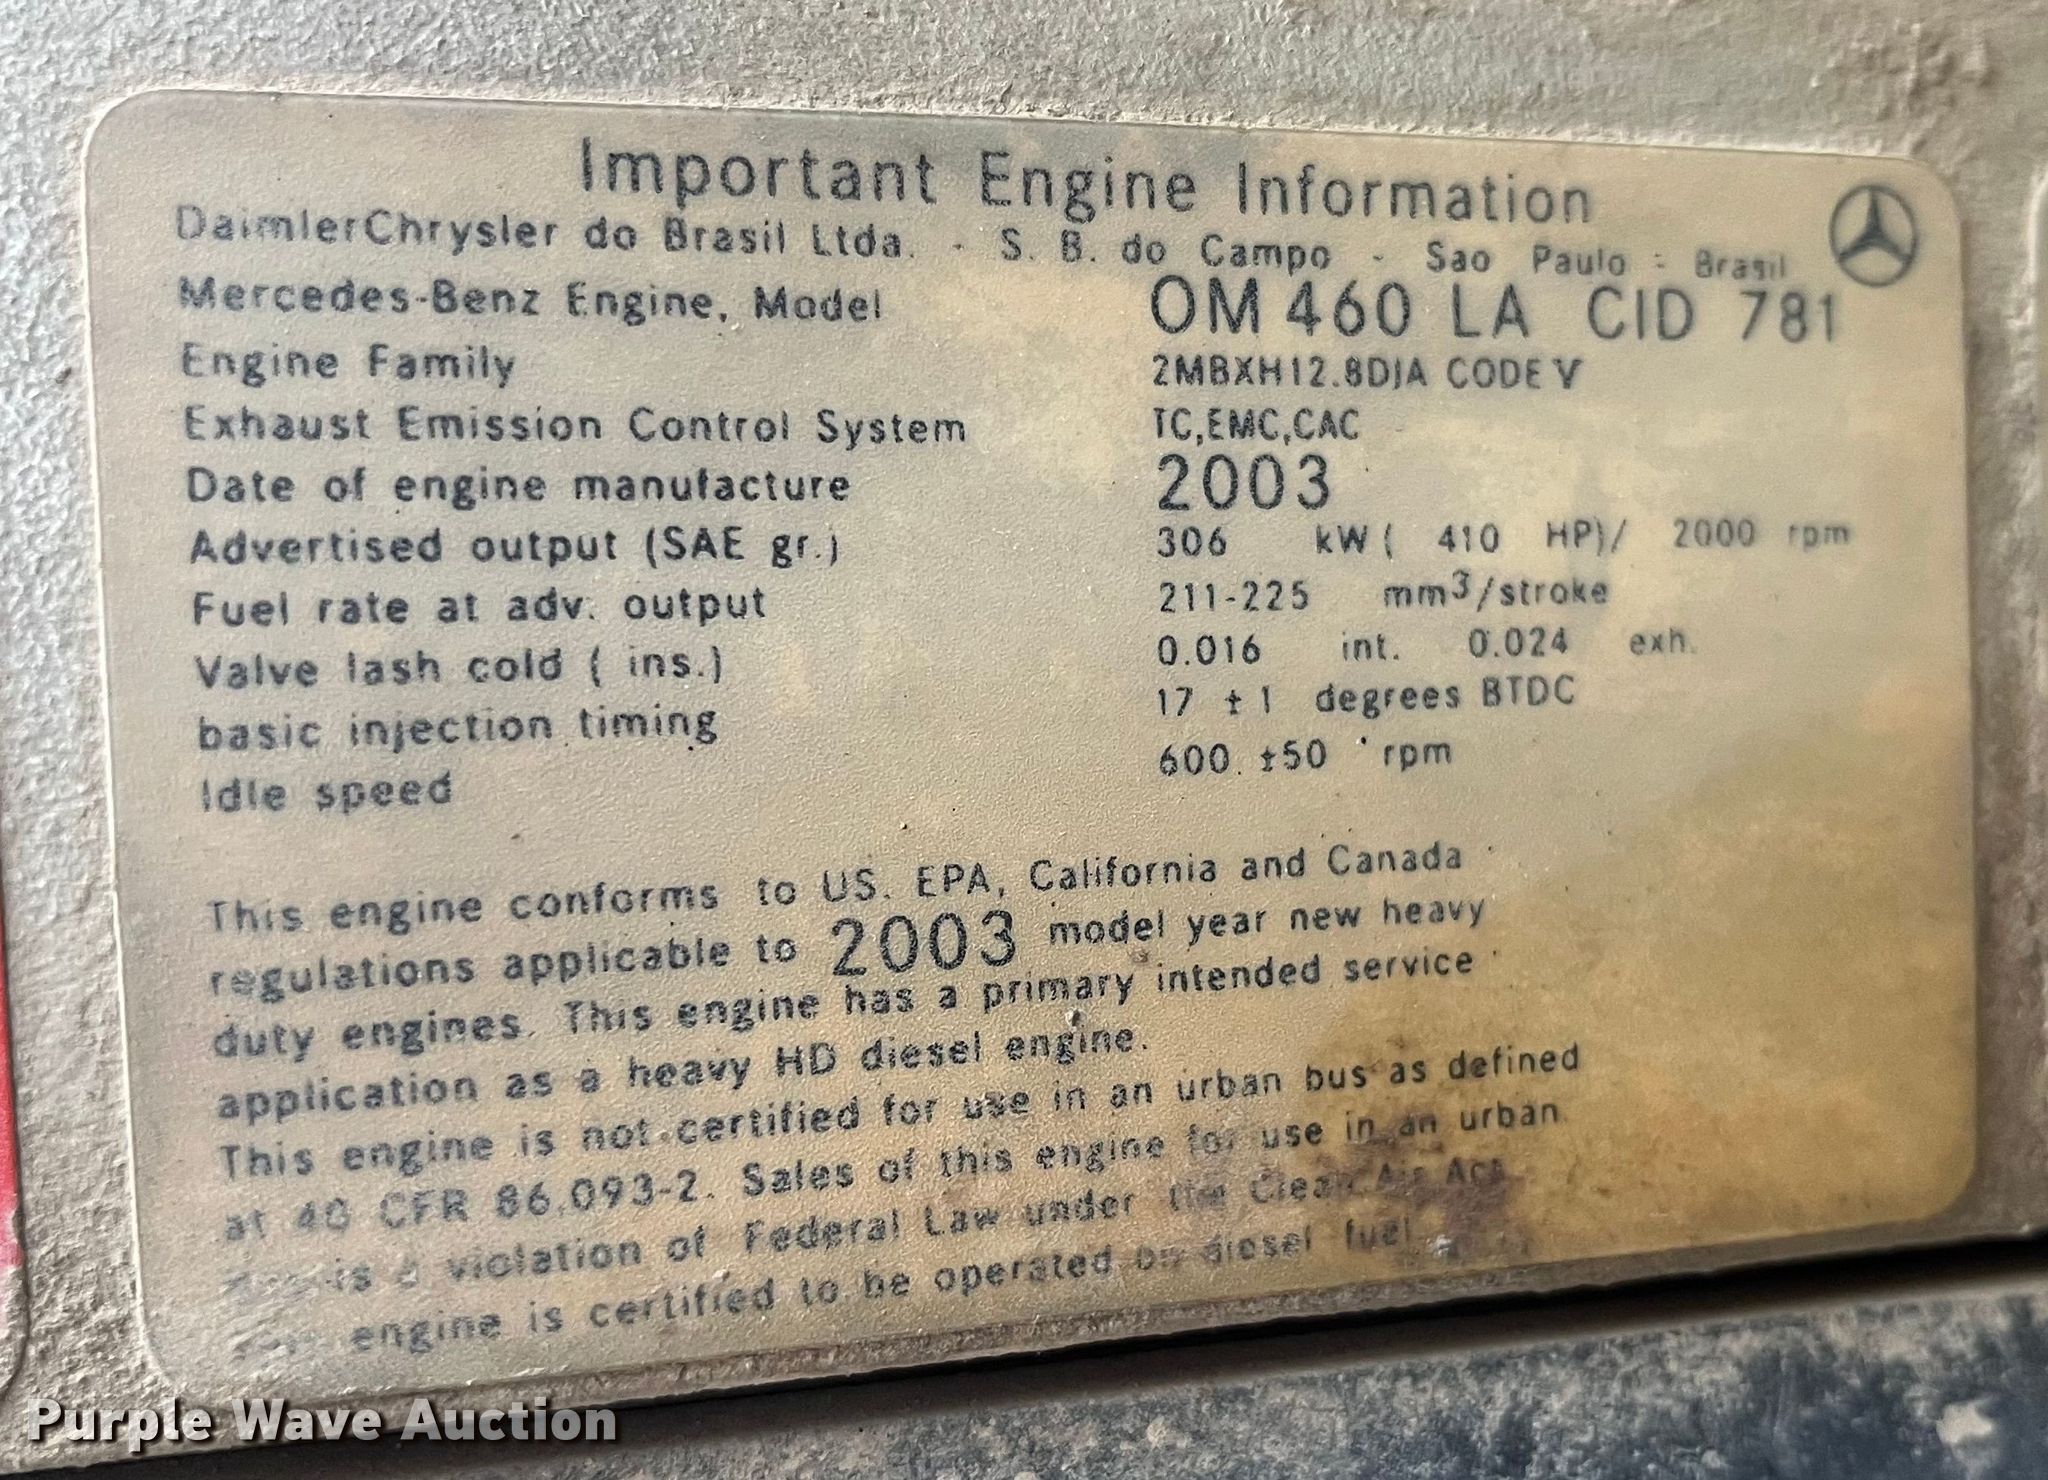 Important Engine Information
DaimlerChrysler do Brasil Ltda. - S. B. do Campo - Sao Paulo - Brasil
Mercedes-Benz Engine, Model OM 460 LA CID 781
Engine Family 2MBXH12.8DJA CODE V
Exhaust Emission Control System TC,EMC,CAC
Date of engine manufacture 2003
Advertised output (SAE gr.) 306 kW ( 410 HP)/ 2000 rpm
Fuel rate at adv. output 211-225 mm³/stroke
Valve lash cold ( ins.) 0.016 int. 0.024 exh.
basic injection timing 17 ±1 degrees BTDC
Idle speed 600 ±50 rpm
This engine conforms to US. EPA, California and Canada
regulations applicable to 2003 model year new heavy
duty engines. This engine has a primary intended service
application as a heavy HD diesel engine.
This engine is not certified for use in an urban bus as defined
at 40 CFR 86.093-2. Sales of this engine for use in an urban
is a violation of Federal Law under the Clean Air Act
engine is certified to be operated on diesel fuel
Purple Wave Auction